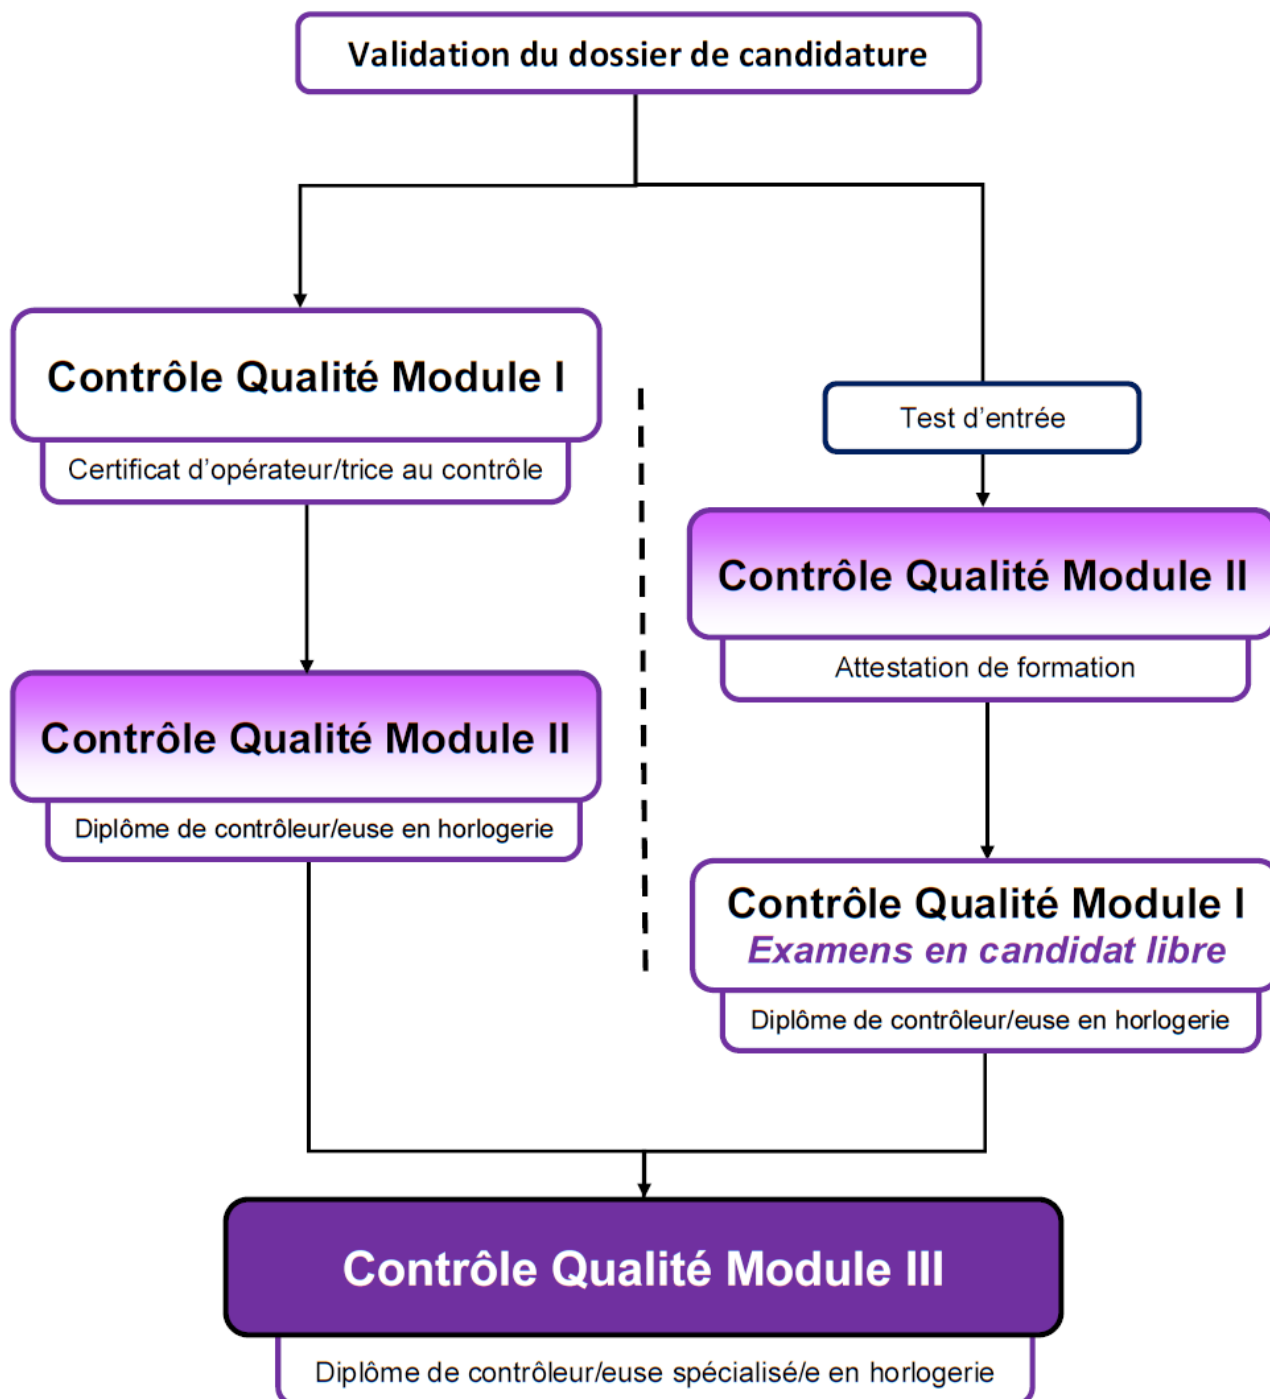 Validation du dossier de candidature
Contrôle Qualité Module I
Certificat d’opérateur/trice au contrôle
Contrôle Qualité Module II
Diplôme de contrôleur/euse en horlogerie
Test d’entrée
Contrôle Qualité Module II
Attestation de formation
Contrôle Qualité Module I
Examens en candidat libre
Diplôme de contrôleur/euse en horlogerie
Contrôle Qualité Module III
Diplôme de contrôleur/euse spécialisé/e en horlogerie